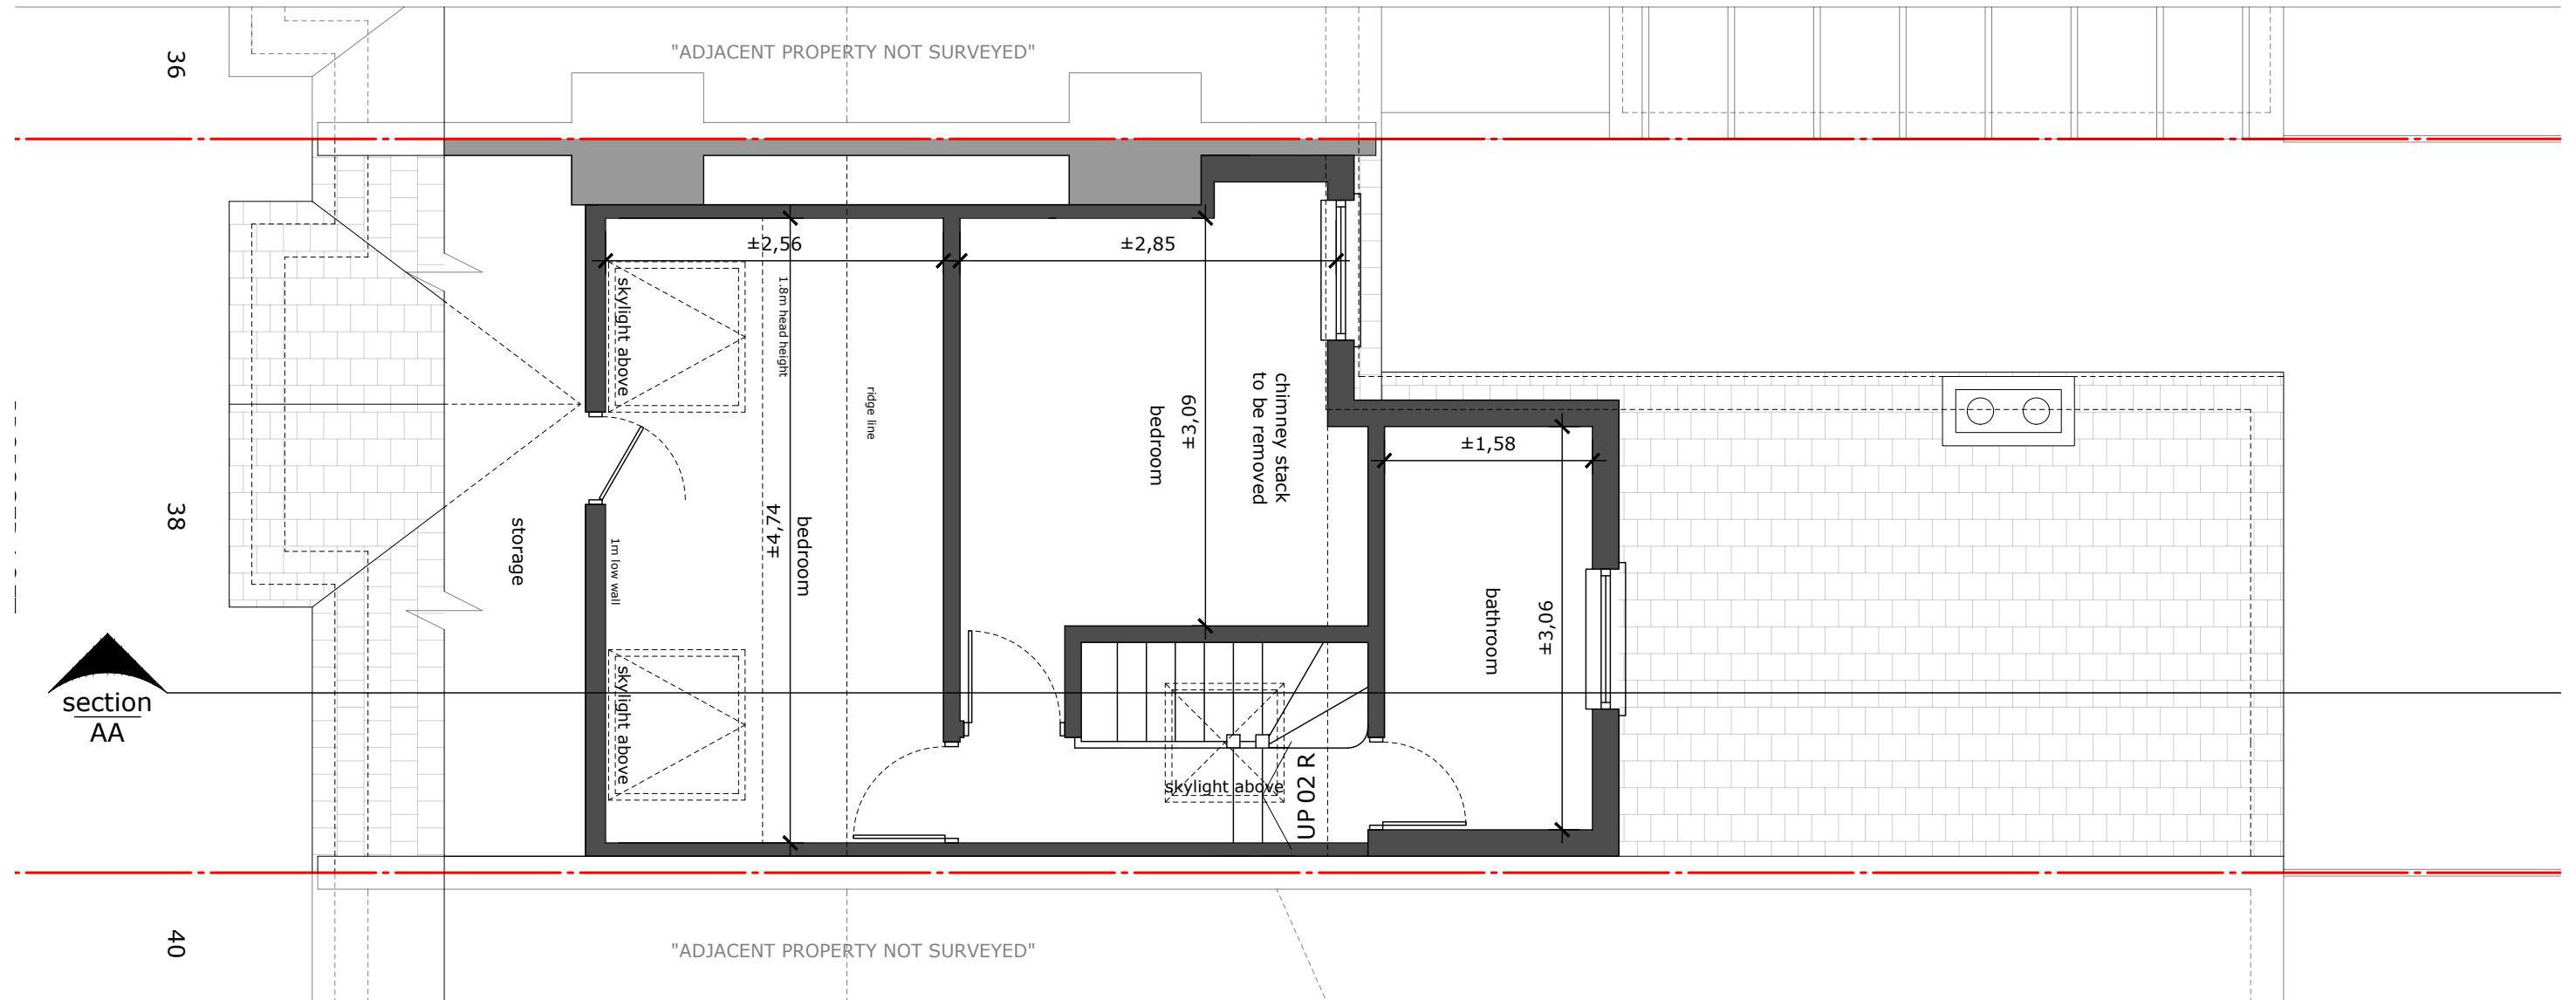 36
"ADJACENT PROPERTY NOT SURVEYED"
±2,56
±2,85
skylight above
1.8m head height
ridge line
chimney stack
to be removed
±3,09
bedroom
±1,58
38
storage
1m low wall
±4,74
bedroom
bathroom
±3,06
section
AA
skylight above
skylight above
UP 02 R
40
"ADJACENT PROPERTY NOT SURVEYED"